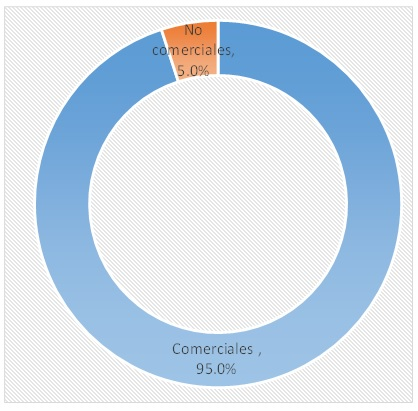 No
comerciales,
5.0%
Comerciales ,
95.0%